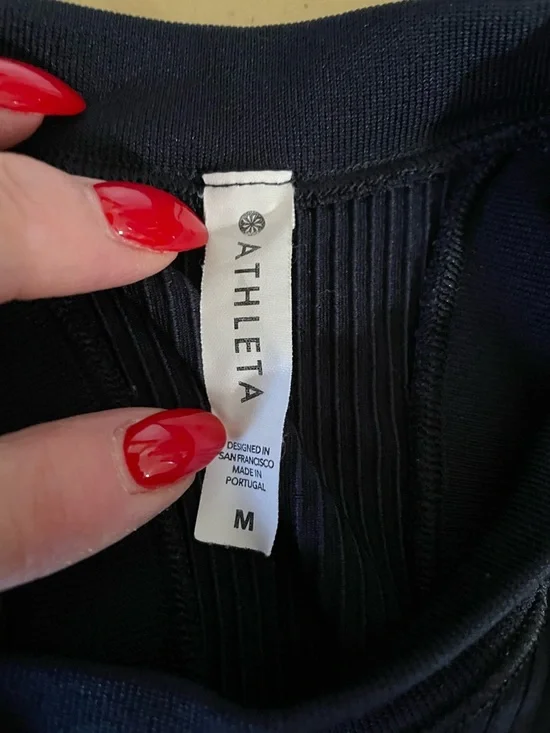 ATHLETA
DESIGNED IN
SAN FRANCISCO
MADE IN
PORTUGAL
M